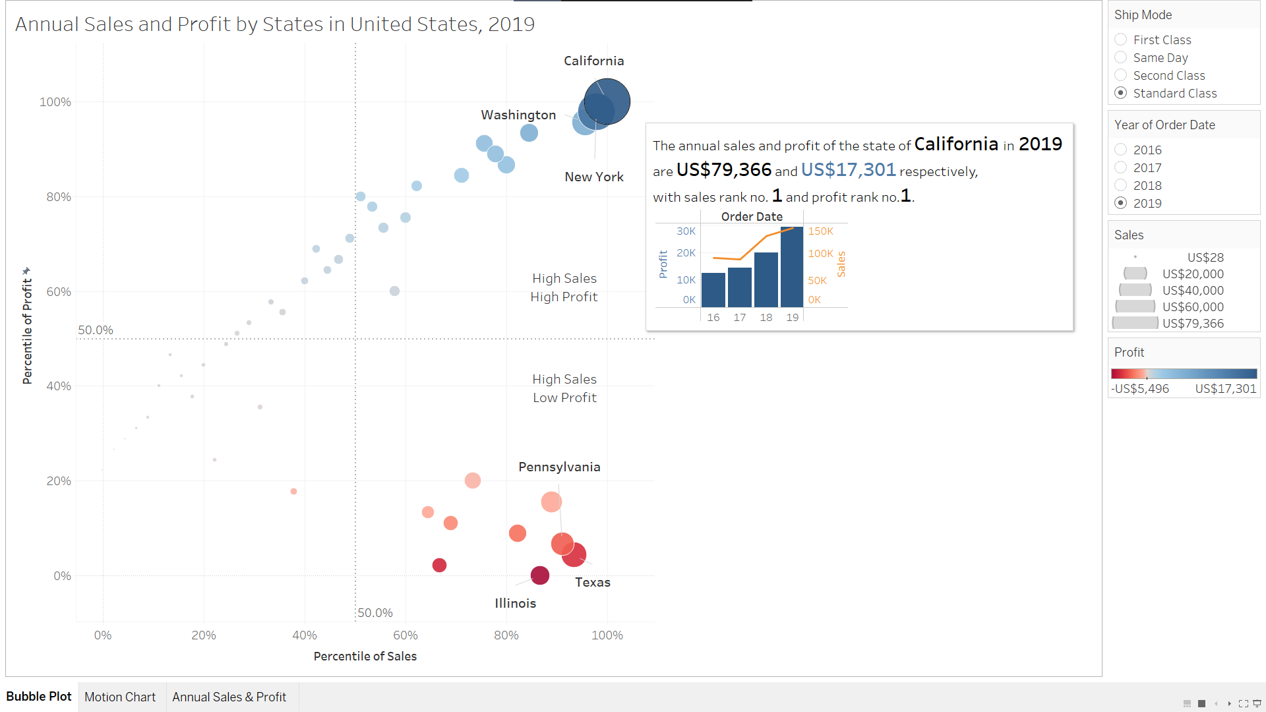 Annual Sales and Profit by States in United States, 2019
California
100%
Washington
New York
80%
High Sales
High Profit
60%
50.0%
Percentile of Profit
High Sales
Low Profit
40%
Pennsylvania
20%
0%
Texas
Illinois
50.0%
0%
20%
40%
60%
80%
100%
Percentile of Sales
The annual sales and profit of the state of California in 2019
are US$79,366 and US$17,301 respectively,
with sales rank no. 1 and profit rank no.1.
Order Date
30K
20K
10K
0K
Profit
150K
100K
50K
0K
Sales
16
17
18
19
Ship Mode
First Class
Same Day
Second Class
Standard Class
Year of Order Date
2016
2017
2018
2019
Sales
US$28
US$20,000
US$40,000
US$60,000
US$79,366
Profit
-US$5,496 US$17,301
Bubble Plot Motion Chart Annual Sales & Profit